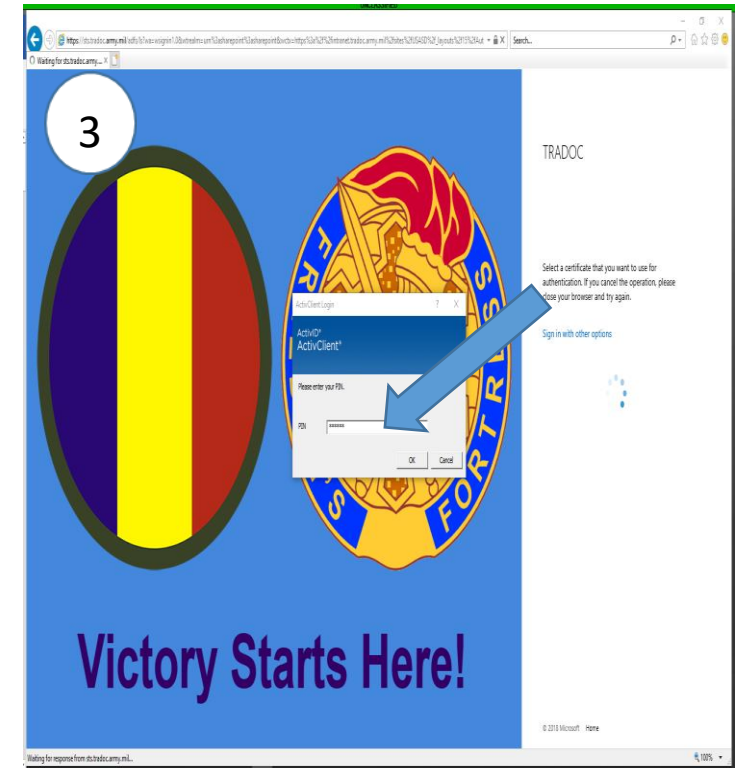 UNCLASSIFIED
Search...
Waiting for sts.tradoc.army.... X
3
TRADOC
Select a certificate that you want to use for
authentication. If you cancel the operation, please
close your browser and try again.
Sign in with other options
ActivClient Login ? X
ActivID®
ActivClient®
Please enter your PIN.
PIN ******
OK Cancel
FORTRESS
Victory Starts Here!
© 2018 Microsoft Home
Waiting for response from sts.tradoc.army.mil...
100%